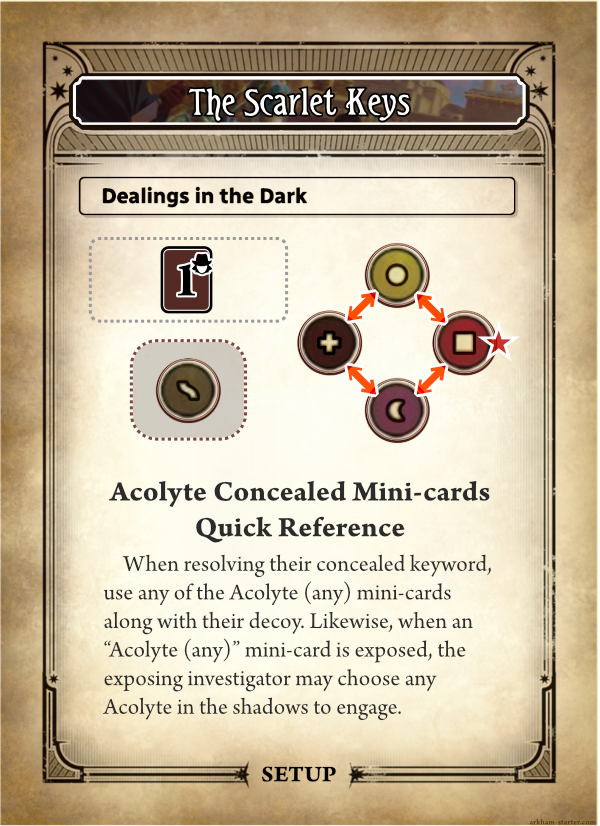 The Scarlet Keys
Dealings in the Dark
1
Acolyte Concealed Mini-cards
Quick Reference
When resolving their concealed keyword,
use any of the Acolyte (any) mini-cards
along with their decoy. Likewise, when an
“Acolyte (any)” mini-card is exposed, the
exposing investigator may choose any
Acolyte in the shadows to engage.
SETUP
arkham-starter.com